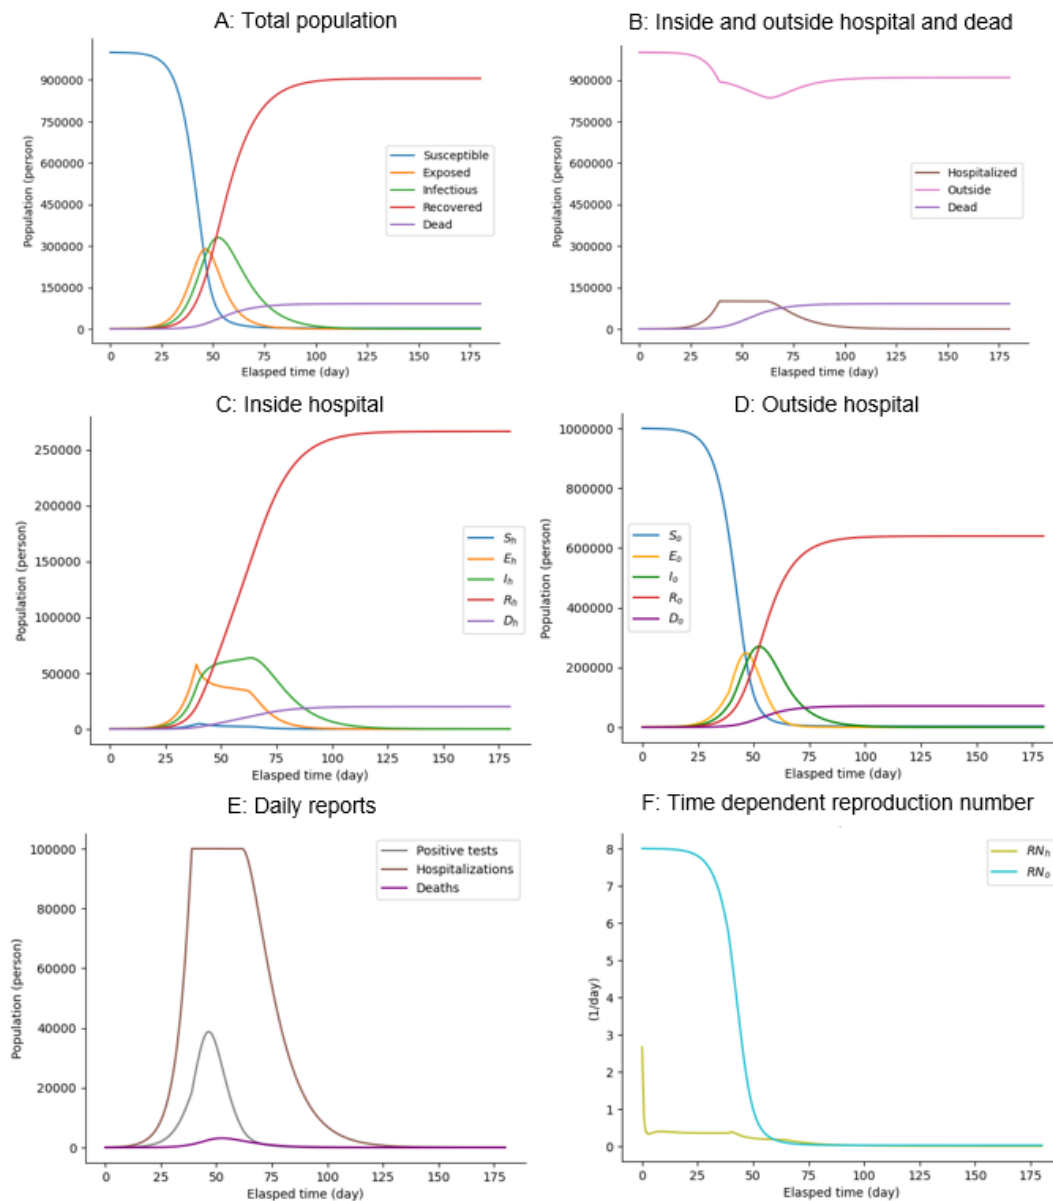 A: Total population
900000
750000
600000
450000
300000
150000
0
Population (person)
Susceptible
Exposed
Infectious
Recovered
Dead
0 25 50 75 100 125 150 175
Elasped time (day)
B: Inside and outside hospital and dead
900000
750000
600000
450000
300000
150000
0
Population (person)
Hospitalized
Outside
Dead
0 25 50 75 100 125 150 175
Elasped time (day)
C: Inside hospital
250000
200000
150000
100000
50000
0
Population (person)
Sh
Eh
Ih
Rh
Dh
0 25 50 75 100 125 150 175
Elasped time (day)
D: Outside hospital
1000000
800000
600000
400000
200000
0
Population (person)
So
Eo
Io
Ro
Do
0 25 50 75 100 125 150 175
Elasped time (day)
E: Daily reports
100000
80000
60000
40000
20000
0
Population (person)
Positive tests
Hospitalizations
Deaths
0 25 50 75 100 125 150 175
Elasped time (day)
F: Time dependent reproduction number
8
7
6
5
4
3
2
1
0
(1/day)
RNh
RNo
0 25 50 75 100 125 150 175
Elasped time (day)